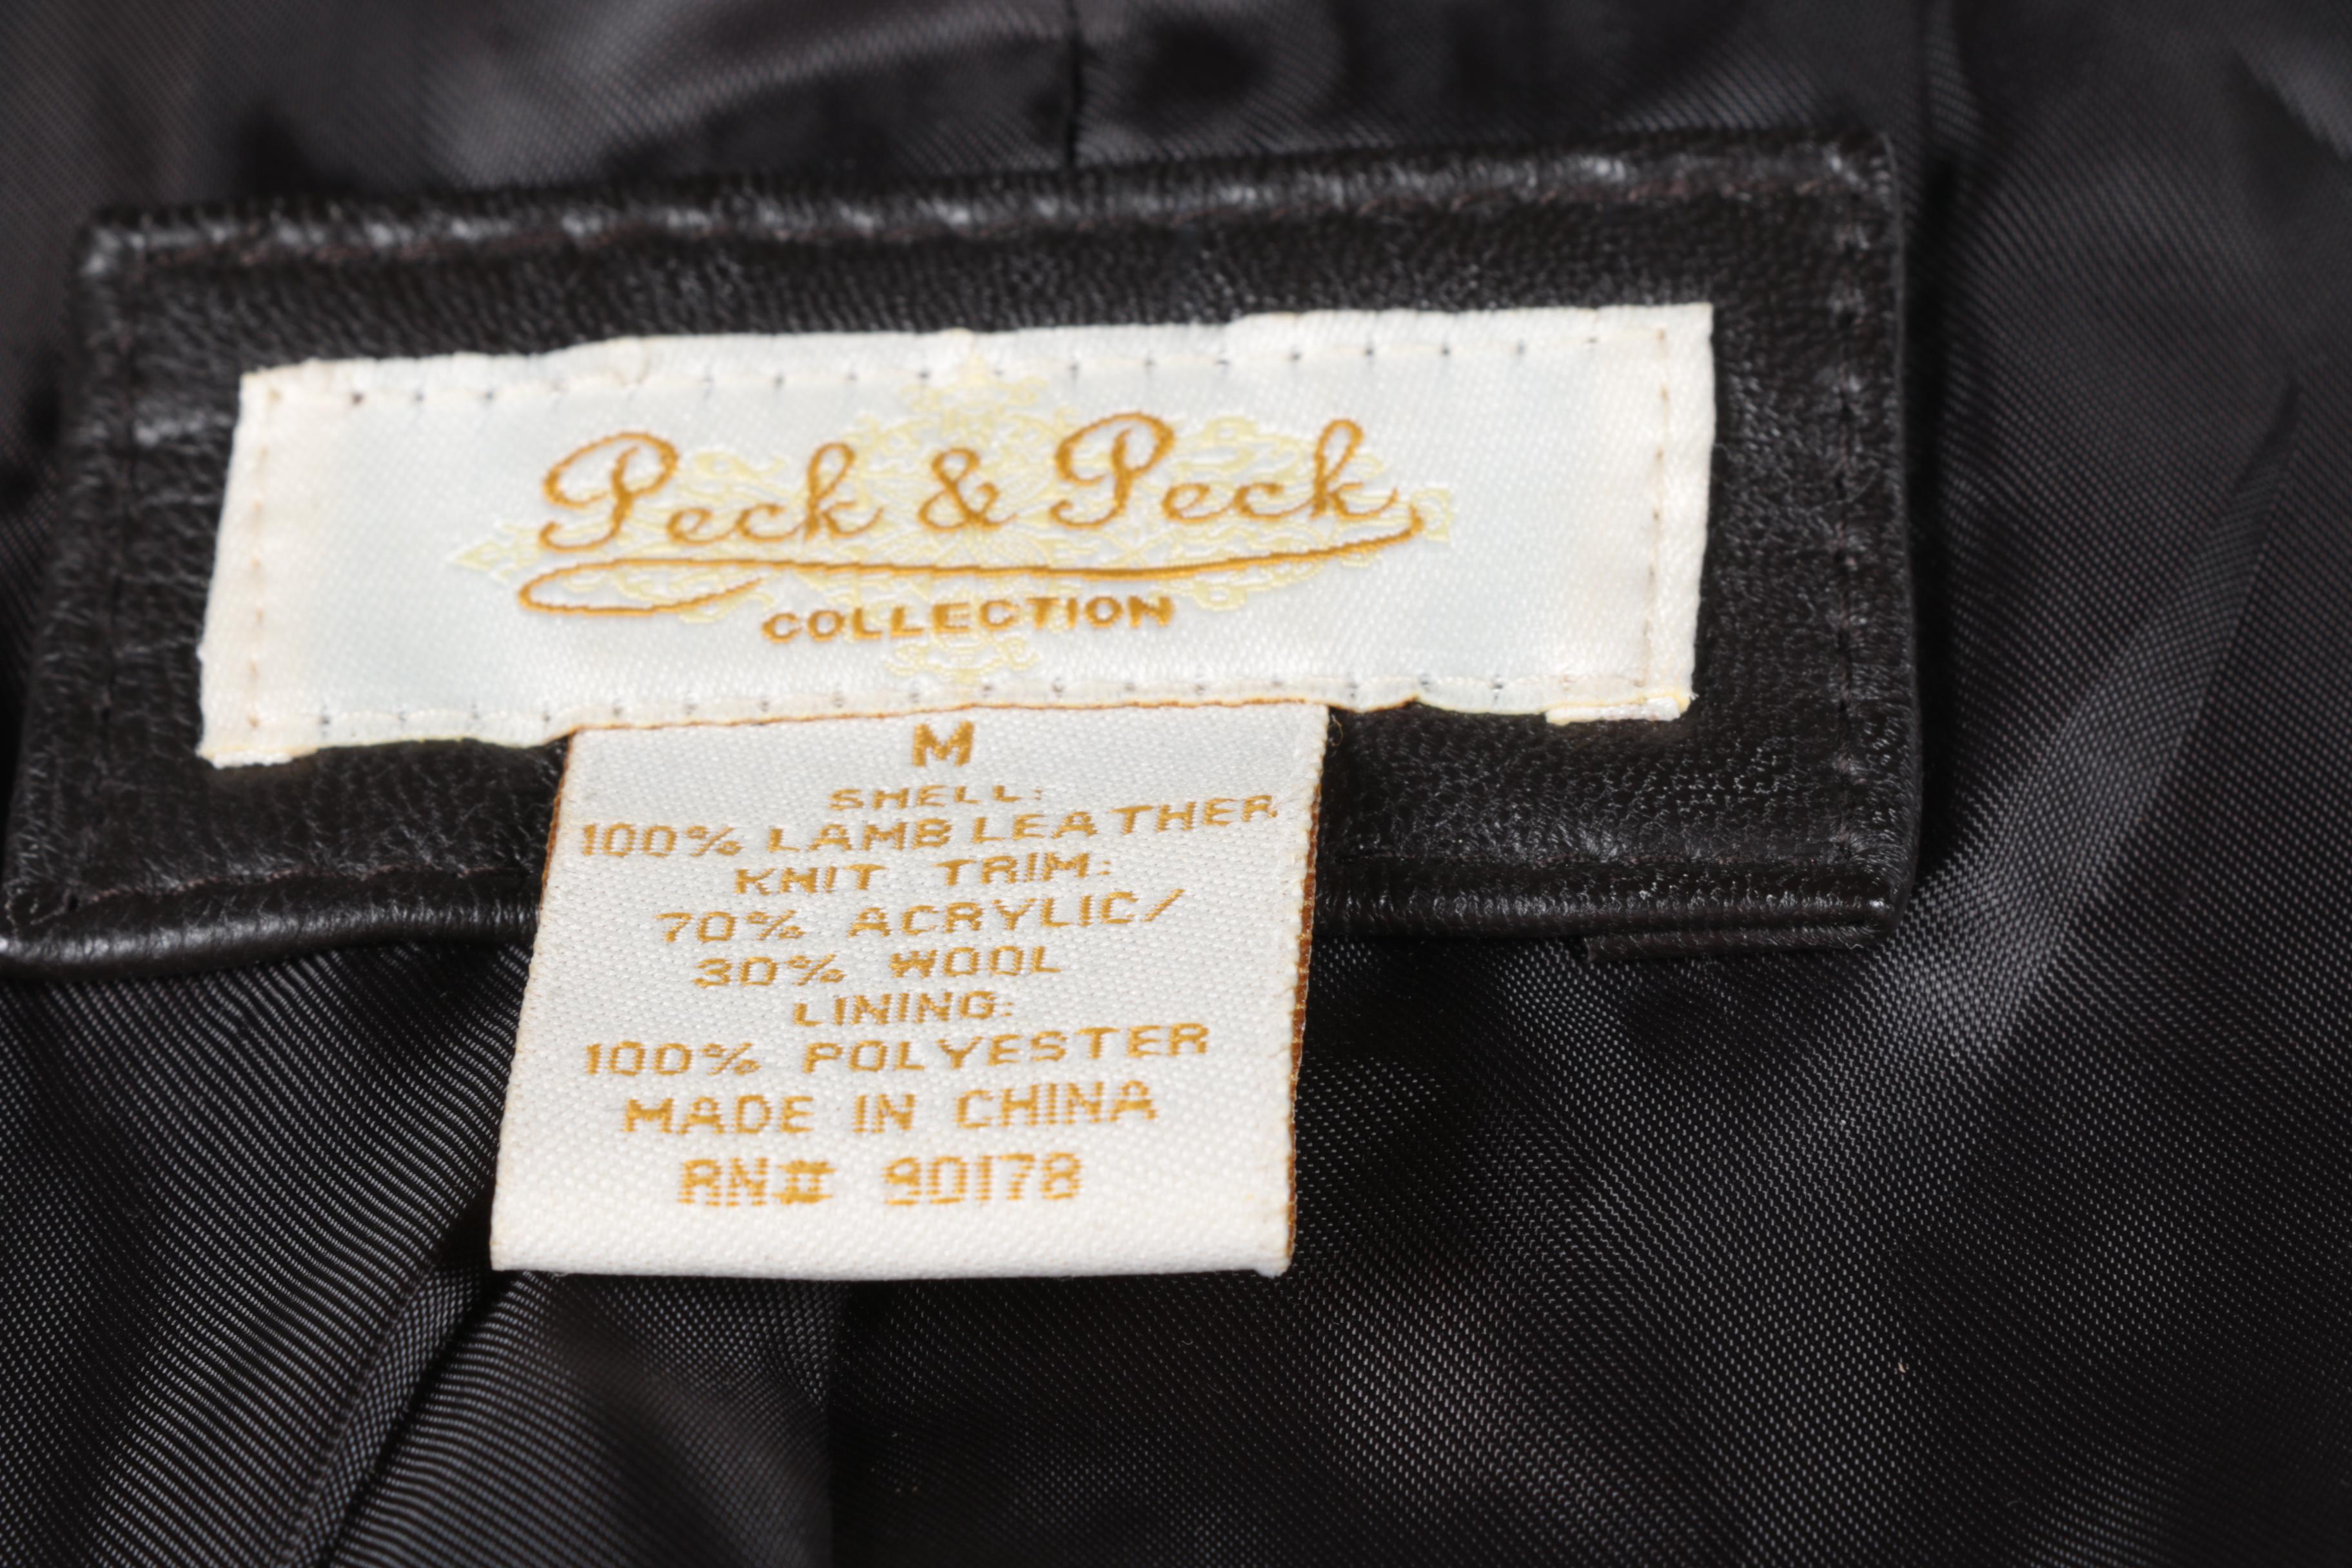 Peck & Peck
COLLECTION
M
SHELL:
100% LAMB LEATHER
KNIT TRIM:
70% ACRYLIC/
30% WOOL
LINING:
100% POLYESTER
MADE IN CHINA
RN# 90178